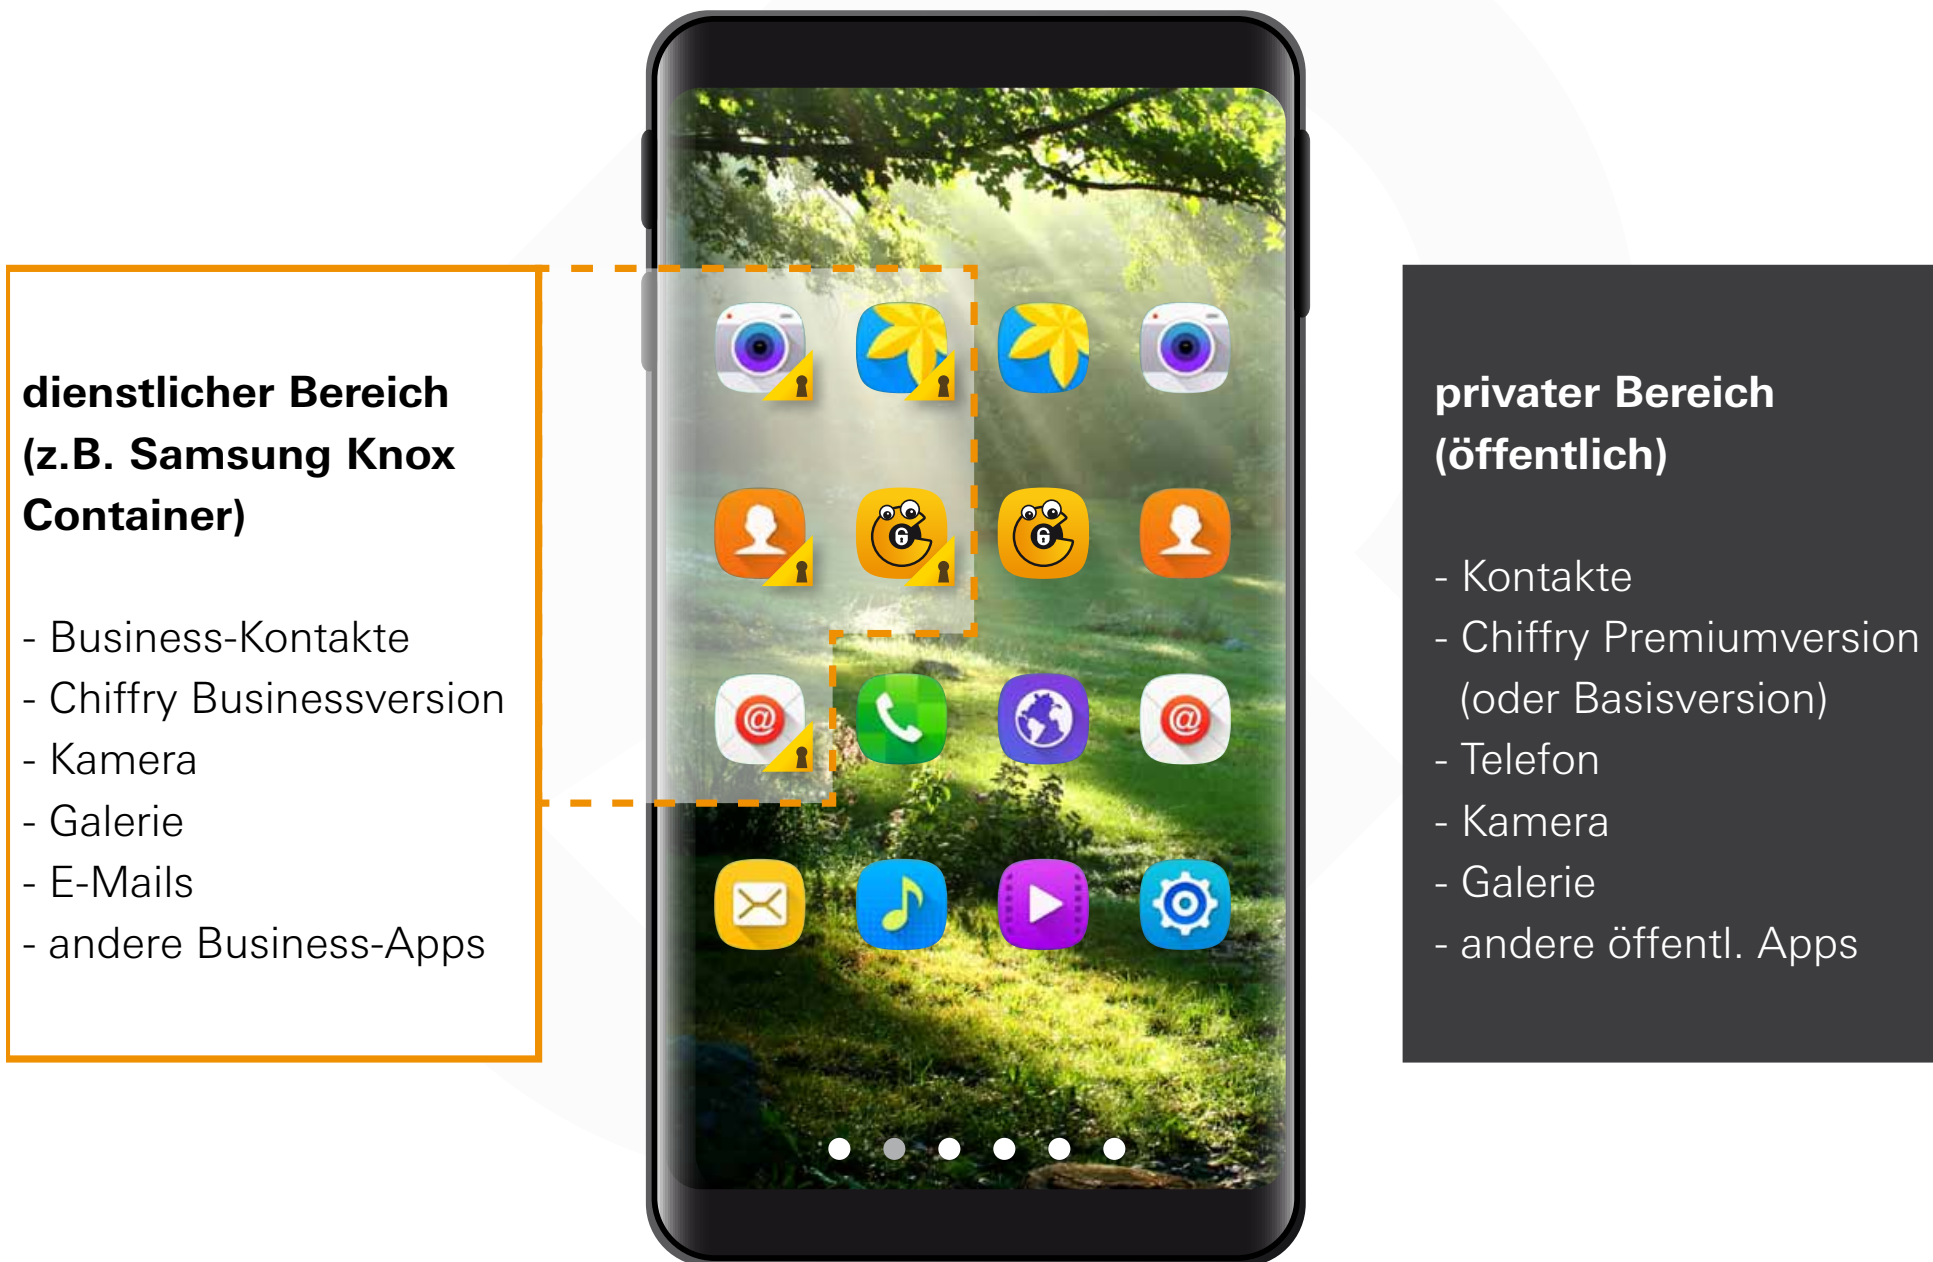 dienstlicher Bereich
(z.B. Samsung Knox
Container)
- Business-Kontakte
- Chiffry Businessversion
- Kamera
- Galerie
- E-Mails
- andere Business-Apps
@
@
privater Bereich
(öffentlich)
- Kontakte
- Chiffry Premiumversion
(oder Basisversion)
- Telefon
- Kamera
- Galerie
- andere öffentl. Apps